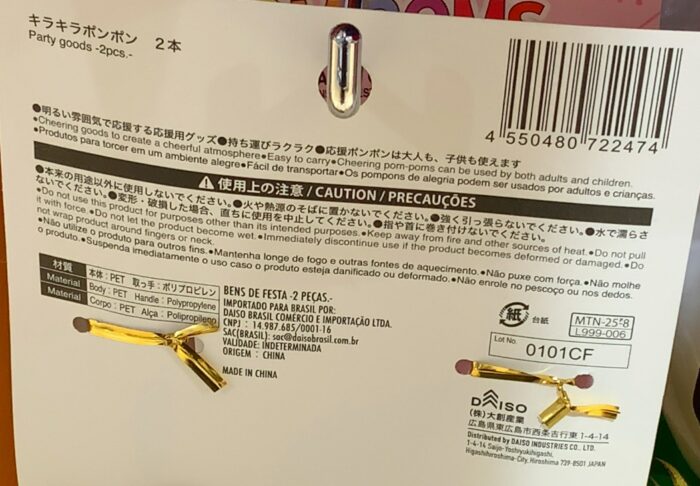 キラキラポンポン 2本
Party goods -2pcs.-
4 550480 722474
●明るい雰囲気で応援する応援用グッズ●持ち運びラクラク●応援ポンポンは大人も、子供も使えます
●Cheering goods to create a cheerful atmosphere●Easy to carry●Cheering pom-poms can be used by both adults and children.
●Produtos para torcer em um ambiente alegre●Fácil de transportar●Os pompons de alegria podem ser usados por adultos e crianças.
使用上の注意 / CAUTION / PRECAUÇÕES
●本来の用途以外に使用しないでください。●火や熱源のそばに置かないでください。●強く引っ張らないでください。●水で濡らさ
ないでください。●変形・破損した場合、直ちに使用を中止してください。●指や首に巻き付けないでください。
●Do not use this product for purposes other than its intended purposes.●Keep away from fire and other sources of heat.●Do not pull
it with force.●Do not let the product become wet.●Immediately discontinue use if the product becomes deformed or damaged.●Do
not wrap product around fingers or neck.
●Não utilize o produto para outros fins.●Mantenha longe de fogo e outras fontes de aquecimento.●Não puxe com força.●Não molhe
o produto.●Suspenda imediatamente o uso caso o produto esteja danificado ou deformado.●Não enrole no pescoço ou nos dedos.
材質 本体：PET 取っ手：ポリプロピレン
Material Body : PET Handle : Polypropylene
Material Corpo : PET Alça : Polipropileno
BENS DE FESTA -2 PEÇAS.-
IMPORTADO PARA BRASIL POR:
DAISO BRASIL COMÉRCIO E IMPORTAÇÃO LTDA.
CNPJ : 14.987.685/0001-16
SAC(BRASIL): sac@daisobrasil.com.br
VALIDADE: INDETERMINADA
ORIGEM : CHINA
MADE IN CHINA
紙 台紙
L999-006
Lot No.
0101CF
DAISO
(株)大創産業
広島県東広島市西条吉行東 1-4-14
Distributed by DAISO INDUSTRIES CO., LTD.
1-4-14 Saijo-Yoshiyukihigashi,
Higashihiroshima-City, Hiroshima 739-8501 JAPAN